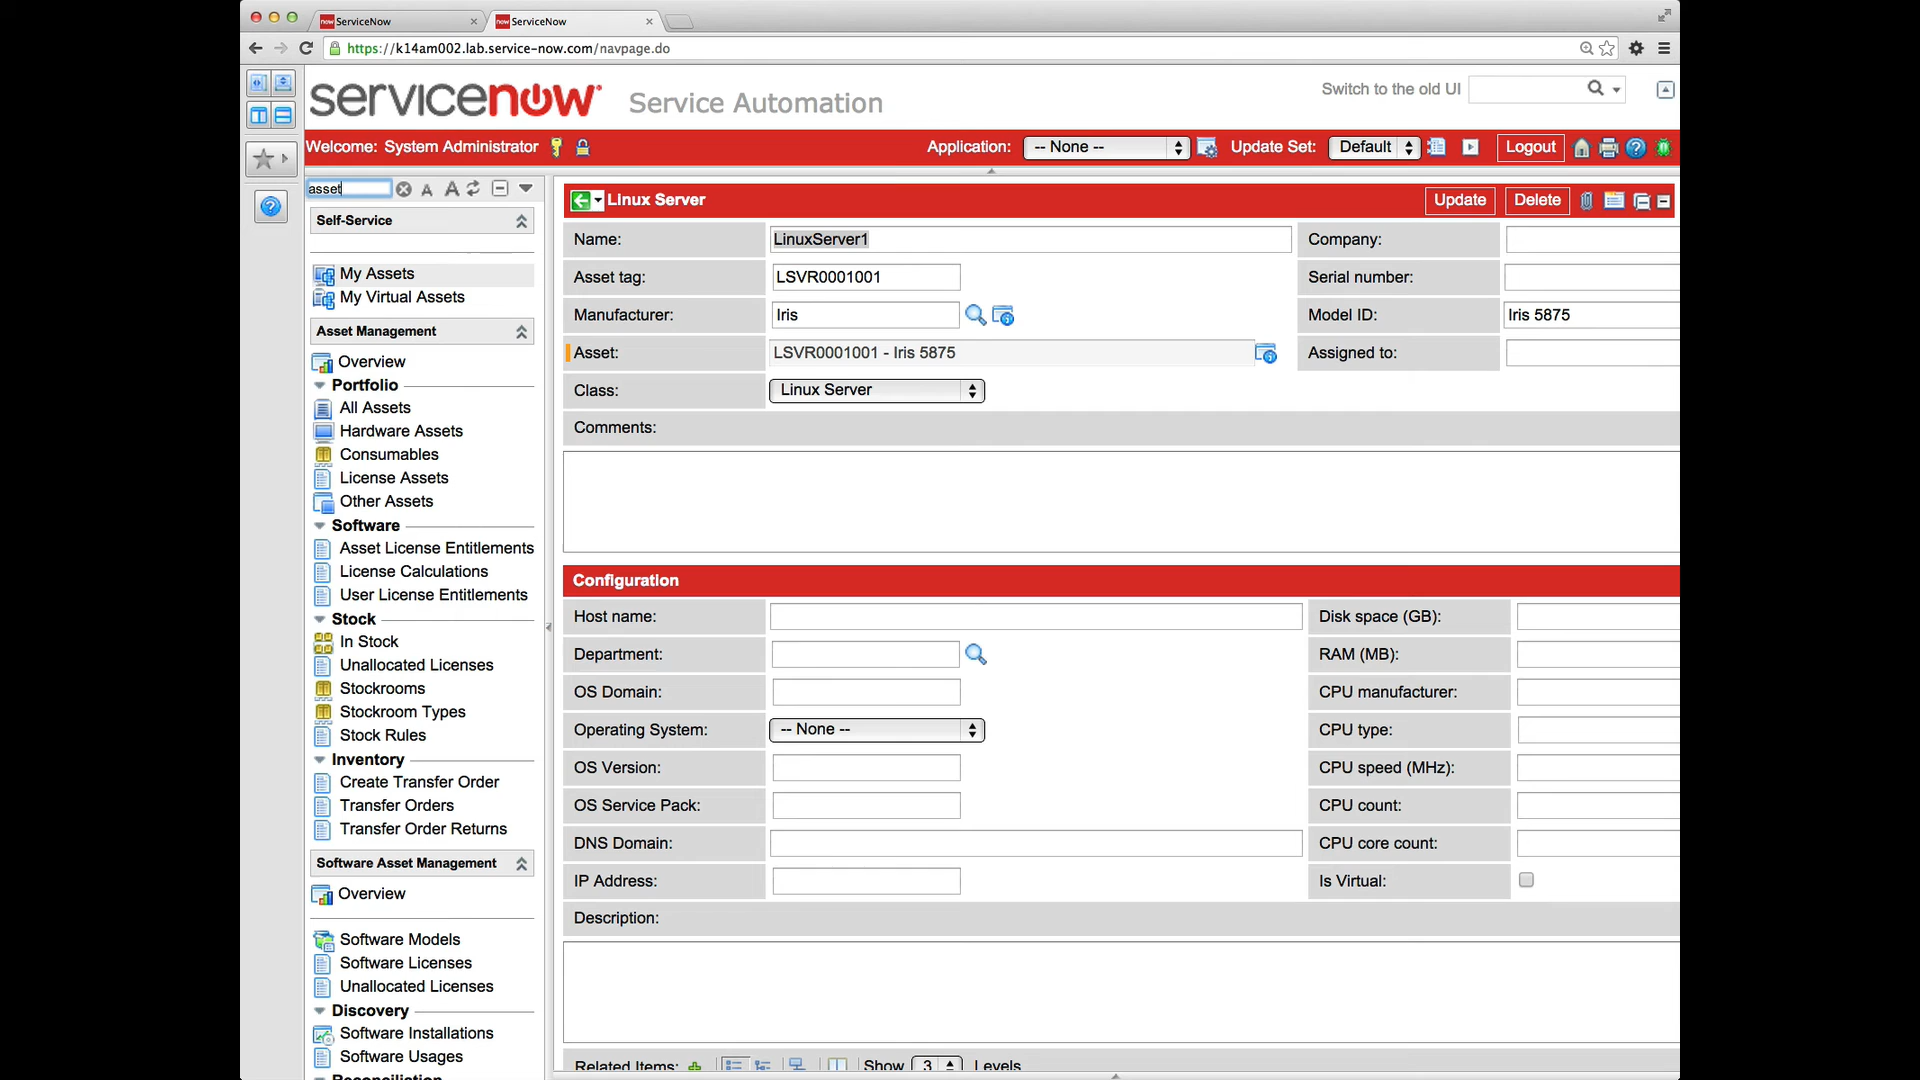 ServiceNow
ServiceNow
https://k14am002.lab.service-now.com/navpage.do
servicenow Service Automation
Switch to the old UI
Welcome: System Administrator
Application: -- None --
Update Set: Default
Logout
asset
Self-Service
My Assets
My Virtual Assets
Asset Management
Overview
Portfolio
All Assets
Hardware Assets
Consumables
License Assets
Other Assets
Software
Asset License Entitlements
License Calculations
User License Entitlements
Stock
In Stock
Unallocated Licenses
Stockrooms
Stockroom Types
Stock Rules
Inventory
Create Transfer Order
Transfer Orders
Transfer Order Returns
Software Asset Management
Overview
Software Models
Software Licenses
Unallocated Licenses
Discovery
Software Installations
Software Usages
Reconciliation
Linux Server
Update
Delete
Name: LinuxServer1
Company:
Asset tag: LSVR0001001
Serial number:
Manufacturer: Iris
Model ID: Iris 5875
Asset: LSVR0001001 - Iris 5875
Assigned to:
Class: Linux Server
Comments:
Configuration
Host name:
Disk space (GB):
Department:
RAM (MB):
OS Domain:
CPU manufacturer:
Operating System: -- None --
CPU type:
OS Version:
CPU speed (MHz):
OS Service Pack:
CPU count:
DNS Domain:
CPU core count:
IP Address:
Is Virtual:
Description:
Related Items: Show 3 Levels